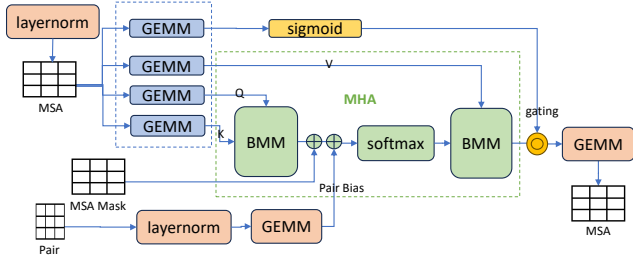 layernorm
MSA
GEMM
sigmoid
GEMM
V
GEMM
Q
GEMM
K
MHA
BMM
softmax
BMM
gating
GEMM
MSA
MSA Mask
Pair Bias
Pair
layernorm
GEMM